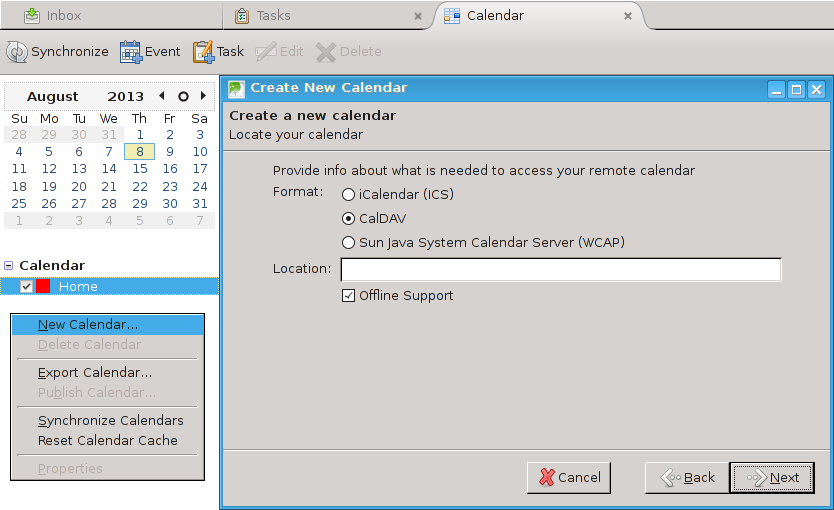 Inbox
Tasks
Calendar
Synchronize
Event
Task
Edit
Delete
August 2013
Su Mo Tu We Th Fr Sa
28 29 30 31 1 2 3
4 5 6 7 8 9 10
11 12 13 14 15 16 17
18 19 20 21 22 23 24
25 26 27 28 29 30 31
1 2 3 4 5 6 7
Calendar
Home
New Calendar...
Delete Calendar
Export Calendar...
Publish Calendar...
Synchronize Calendars
Reset Calendar Cache
Properties
Create New Calendar
Create a new calendar
Locate your calendar
Provide info about what is needed to access your remote calendar
Format:
iCalendar (ICS)
CalDAV
Sun Java System Calendar Server (WCAP)
Location:
Offline Support
Cancel
Back
Next